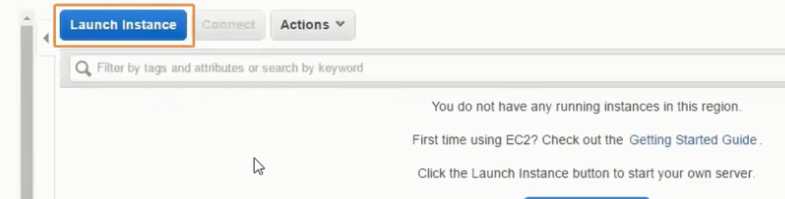 Launch Instance Connect Actions
Filter by tags and attributes or search by keyword
You do not have any running instances in this region.
First time using EC2? Check out the Getting Started Guide.
Click the Launch Instance button to start your own server.